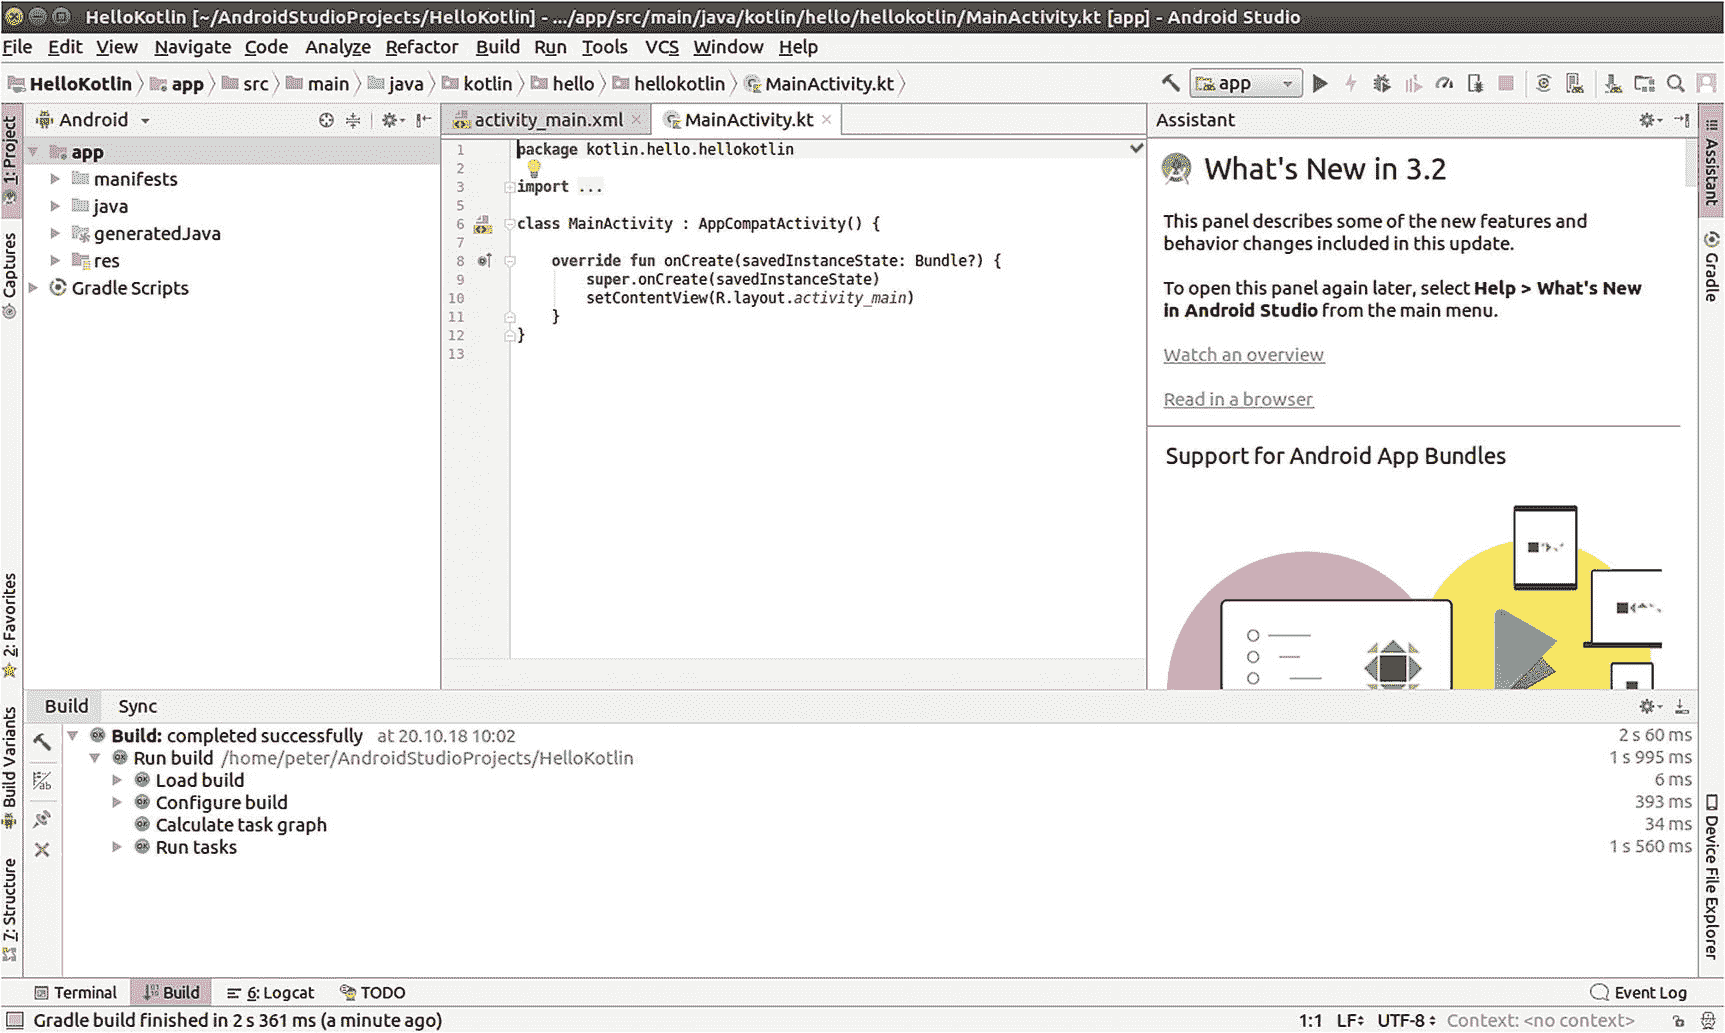 HelloKotlin [~/AndroidStudioProjects/HelloKotlin] - .../app/src/main/java/kotlin/hello/hellokotlin/MainActivity.kt [app] - Android Studio
File Edit View Navigate Code Analyze Refactor Build Run Tools VCS Window Help
HelloKotlin app src main java kotlin hello hellokotlin MainActivity.kt app
1: Project
Captures
2: Favorites
Build Variants
7: Structure
Android
app
manifests
java
generatedJava
res
Gradle Scripts
activity_main.xml MainActivity.kt
1 package kotlin.hello.hellokotlin
2
3 import ...
5
6 class MainActivity : AppCompatActivity() {
7
8 override fun onCreate(savedInstanceState: Bundle?) {
9 super.onCreate(savedInstanceState)
10 setContentView(R.layout.activity_main)
11 }
12 }
13
Assistant
What's New in 3.2
This panel describes some of the new features and
behavior changes included in this update.
To open this panel again later, select Help > What's New
in Android Studio from the main menu.
Watch an overview
Read in a browser
Support for Android App Bundles
Assistant
Gradle
Device File Explorer
Build Sync
Build: completed successfully at 20.10.18 10:02 2 s 60 ms
Run build /home/peter/AndroidStudioProjects/HelloKotlin 1 s 995 ms
Load build 6 ms
Configure build 393 ms
Calculate task graph 34 ms
Run tasks 1 s 560 ms
Terminal Build 6: Logcat TODO Event Log
Gradle build finished in 2 s 361 ms (a minute ago) 1:1 LF UTF-8 Context: <no context>